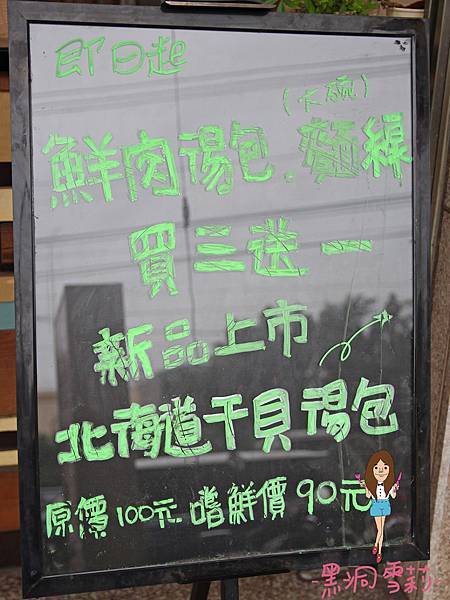 即日起
(大碗)
鮮肉湯包.麵線
買三送一
新品上市
北海道干貝湯包
原價100元 嚐鮮價90元
-黑洞雪莉-